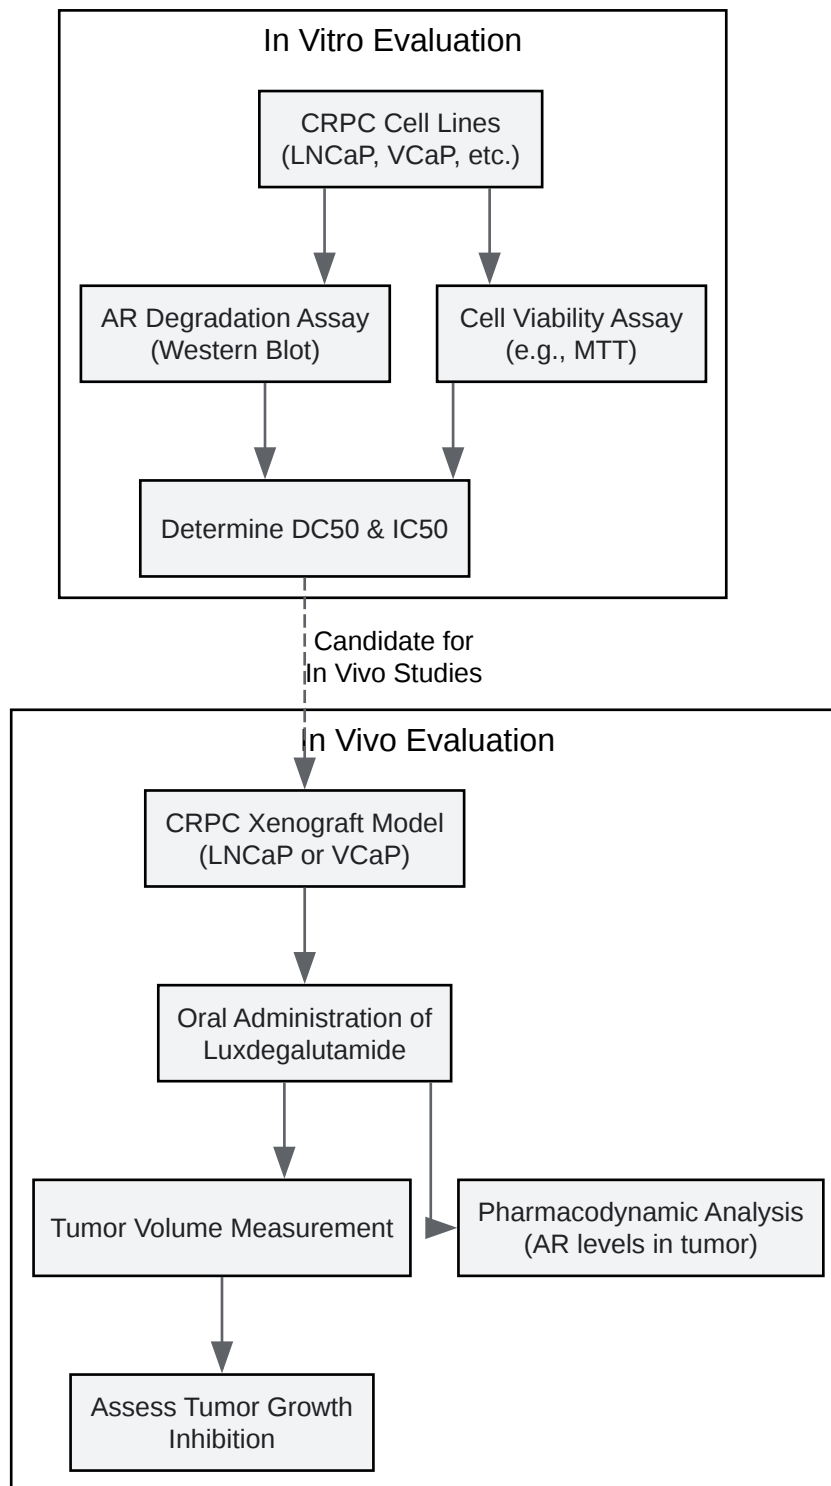 In Vitro Evaluation
CRPC Cell Lines
(LNCaP, VCaP, etc.)
AR Degradation Assay
(Western Blot)
Cell Viability Assay
(e.g., MTT)
Determine DC50 & IC50
Candidate for
In Vivo Studies
In Vivo Evaluation
CRPC Xenograft Model
(LNCaP or VCaP)
Oral Administration of
Luxdegalutamide
Tumor Volume Measurement
Pharmacodynamic Analysis
(AR levels in tumor)
Assess Tumor Growth
Inhibition